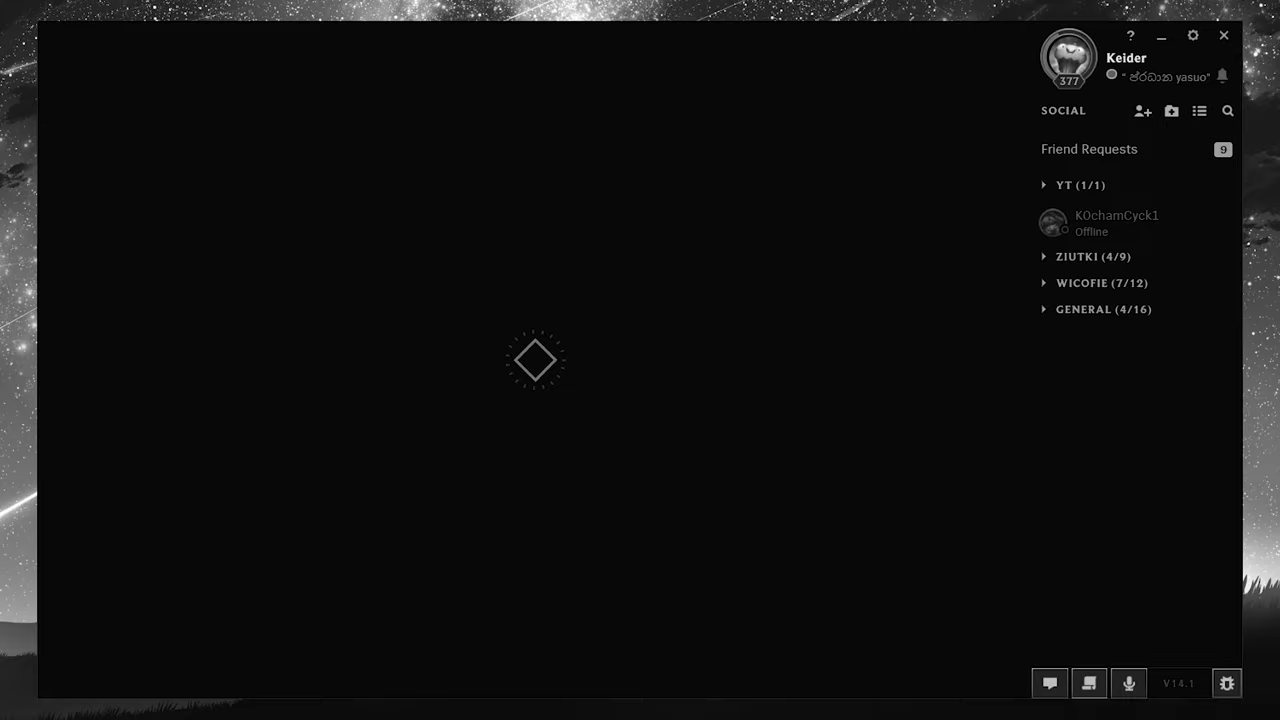 ?
Keider
377
" ප්රධාන yasuo"
SOCIAL
Friend Requests
9
YT (1/1)
K0chamCyck1
Offline
ZIUTKI (4/9)
WICOFIE (7/12)
GENERAL (4/16)
V14.1